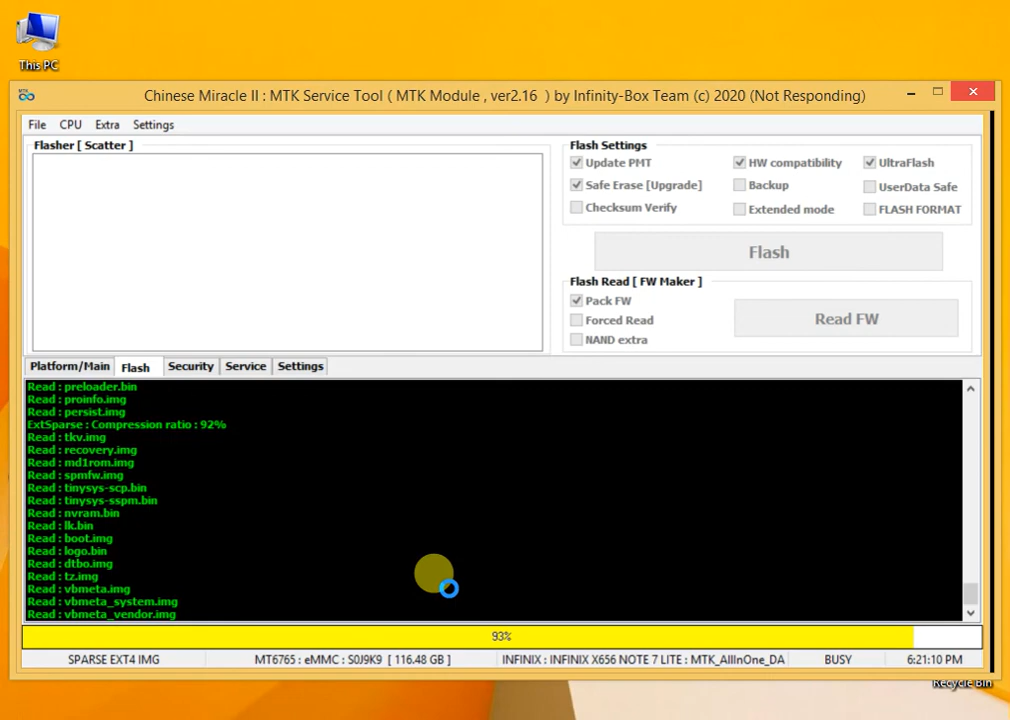 This PC
MTK
Chinese Miracle II : MTK Service Tool ( MTK Module , ver2.16 ) by Infinity-Box Team (c) 2020 (Not Responding)
File CPU Extra Settings
Flasher [ Scatter ]
Flash Settings
Update PMT HW compatibility UltraFlash
Safe Erase [Upgrade] Backup UserData Safe
Checksum Verify Extended mode FLASH FORMAT
Flash
Flash Read [ FW Maker ]
Pack FW
Forced Read
NAND extra
Read FW
Platform/Main Flash Security Service Settings
Read : preloader.bin
Read : proinfo.img
Read : persist.img
ExtSparse : Compression ratio : 92%
Read : tkv.img
Read : recovery.img
Read : md1rom.img
Read : spmfw.img
Read : tinysys-scp.bin
Read : tinysys-sspm.bin
Read : nvram.bin
Read : lk.bin
Read : boot.img
Read : logo.bin
Read : dtbo.img
Read : tz.img
Read : vbmeta.img
Read : vbmeta_system.img
Read : vbmeta_vendor.img
93%
SPARSE EXT4 IMG MT6765 : eMMC : S0J9K9 [ 116.48 GB ] INFINIX : INFINIX X656 NOTE 7 LITE : MTK_AllInOne_DA BUSY 6:21:10 PM
Recycle Bin